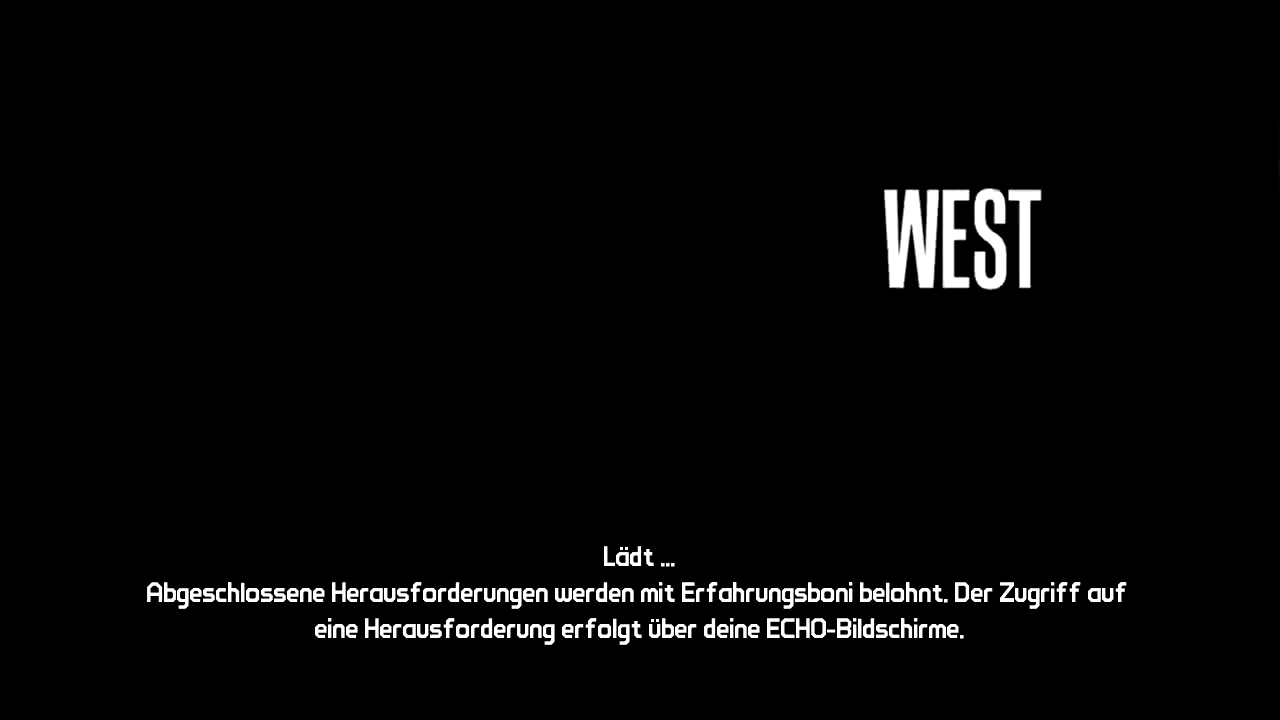 WEST
Lädt ...
Abgeschlossene Herausforderungen werden mit Erfahrungsboni belohnt. Der Zugriff auf
eine Herausforderung erfolgt über deine ECHO-Bildschirme.